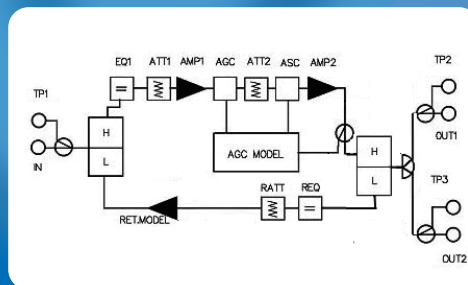 EQ1 ATT1 AMP1 AGC ATT2 ASC AMP2 TP2
TP1
IN
H
L
AGC MODEL
H
L
OUT1
TP3
RATT REQ
RET.MODEL
OUT2